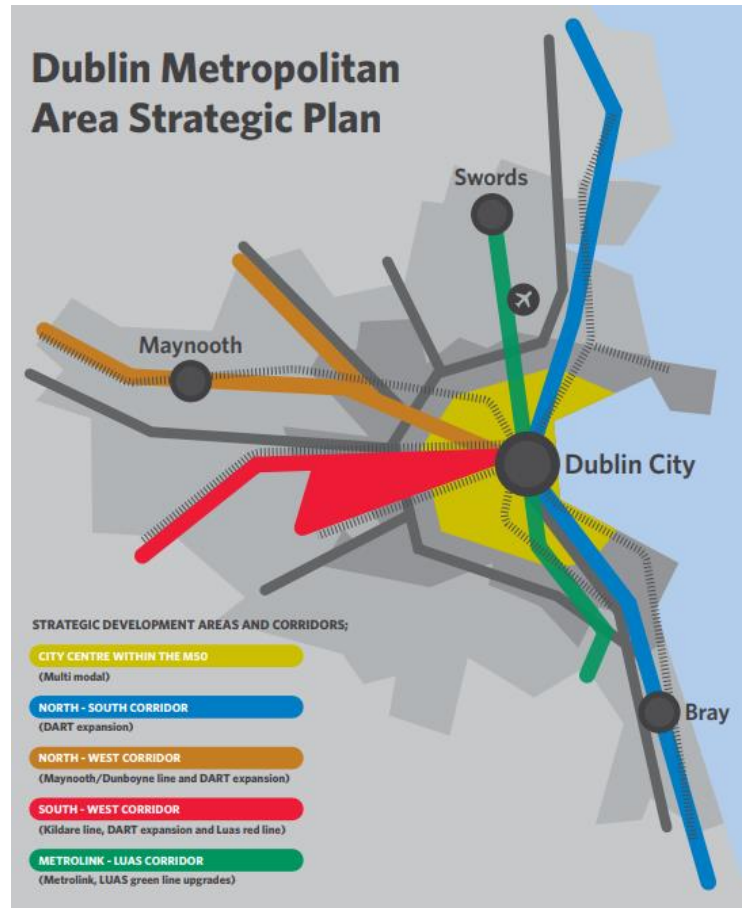 Dublin Metropolitan
Area Strategic Plan
Swords
Maynooth
Dublin City
Bray
STRATEGIC DEVELOPMENT AREAS AND CORRIDORS;
CITY CENTRE WITHIN THE M50
(Multi modal)
NORTH - SOUTH CORRIDOR
(DART expansion)
NORTH - WEST CORRIDOR
(Maynooth/Dunboyne line and DART expansion)
SOUTH - WEST CORRIDOR
(Kildare line, DART expansion and Luas red line)
METROLINK - LUAS CORRIDOR
(Metrolink, LUAS green line upgrades)